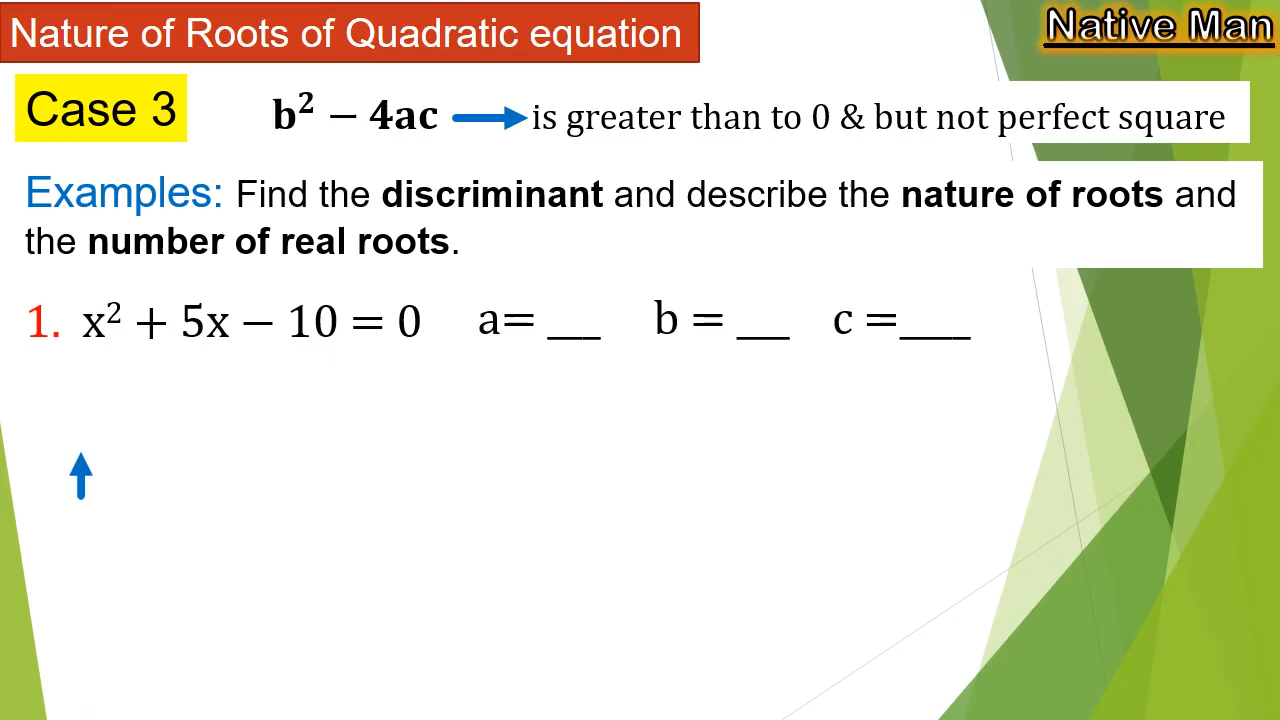 Nature of Roots of Quadratic equation
Native Man
Case 3
b² − 4ac is greater than to 0 & but not perfect square
Examples: Find the discriminant and describe the nature of roots and
the number of real roots.
1. x² + 5x − 10 = 0 a= __ b = __ c =___